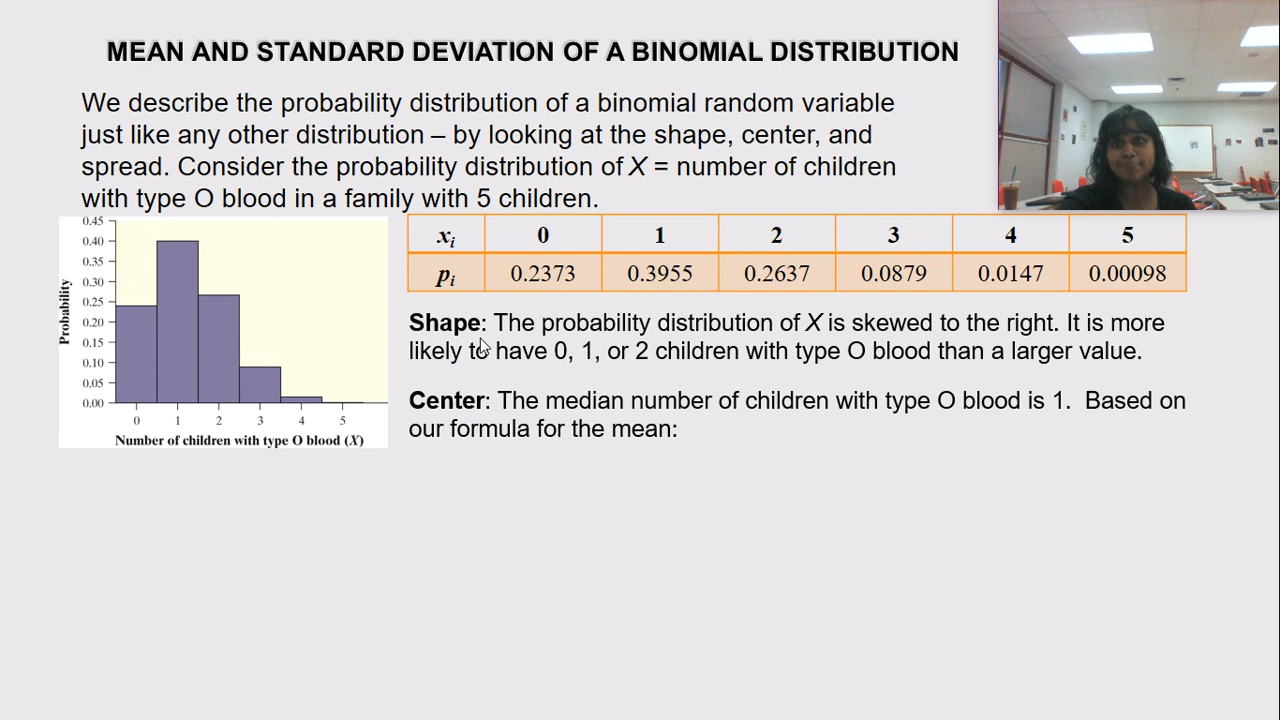 MEAN AND STANDARD DEVIATION OF A BINOMIAL DISTRIBUTION
We describe the probability distribution of a binomial random variable
just like any other distribution – by looking at the shape, center, and
spread. Consider the probability distribution of X = number of children
with type O blood in a family with 5 children.
0.45
0.40
0.35
0.30
0.25
0.20
0.15
0.10
0.05
0.00
Probability
0 1 2 3 4 5
Number of children with type O blood (X)
xi 0 1 2 3 4 5
pi 0.2373 0.3955 0.2637 0.0879 0.0147 0.00098
Shape: The probability distribution of X is skewed to the right. It is more
likely to have 0, 1, or 2 children with type O blood than a larger value.
Center: The median number of children with type O blood is 1. Based on
our formula for the mean: